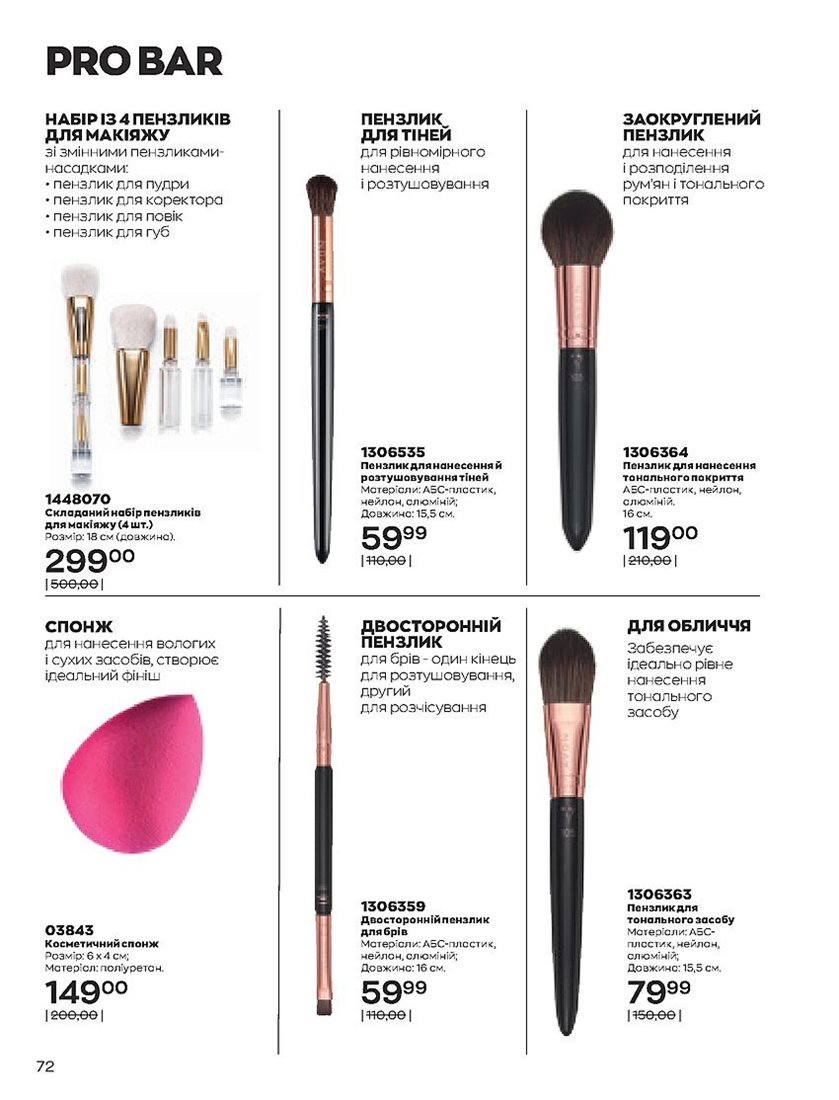 PRO BAR
НАБІР ІЗ 4 ПЕНЗЛИКІВ
ДЛЯ МАКІЯЖУ
зі змінними пензликами-
насадками:
• пензлик для пудри
• пензлик для коректора
• пензлик для повік
• пензлик для губ
1448070
Складаний набір пензликів
для макіяжу (4 шт.)
Розмір: 18 см (довжина).
299 00
| 500,00 |
ПЕНЗЛИК
ДЛЯ ТІНЕЙ
для рівномірного
нанесення
і розтушовування
AVON
1306535
Пензлик для нанесення й
розтушовування тіней
Матеріали: АБС-пластик,
нейлон, алюміній;
Довжина: 15,5 см.
59 99
| 110,00 |
ЗАОКРУГЛЕНИЙ
ПЕНЗЛИК
для нанесення
і розподілення
рум'ян і тонального
покриття
1306364
Пензлик для нанесення
тонального покриття
АБС-пластик, нейлон,
алюміній.
16 см.
119 00
| 210,00 |
СПОНЖ
для нанесення вологих
і сухих засобів, створює
ідеальний фініш
03843
Косметичний спонж
Розмір: 6 х 4 см;
Матеріал: поліуретан.
149 00
| 200,00 |
ДВОСТОРОННІЙ
ПЕНЗЛИК
для брів - один кінець
для розтушовування,
другий
для розчісування
1306359
Двосторонній пензлик
для брів
Матеріали: АБС-пластик,
нейлон, алюміній;
Довжина: 16 см.
59 99
| 110,00 |
ДЛЯ ОБЛИЧЧЯ
Забезпечує
ідеально рівне
нанесення
тонального
засобу
AVON
105
1306363
Пензлик для
тонального засобу
Матеріали: АБС-
пластик, нейлон,
алюміній;
Довжина: 15,5 см.
79 99
| 150,00 |
72